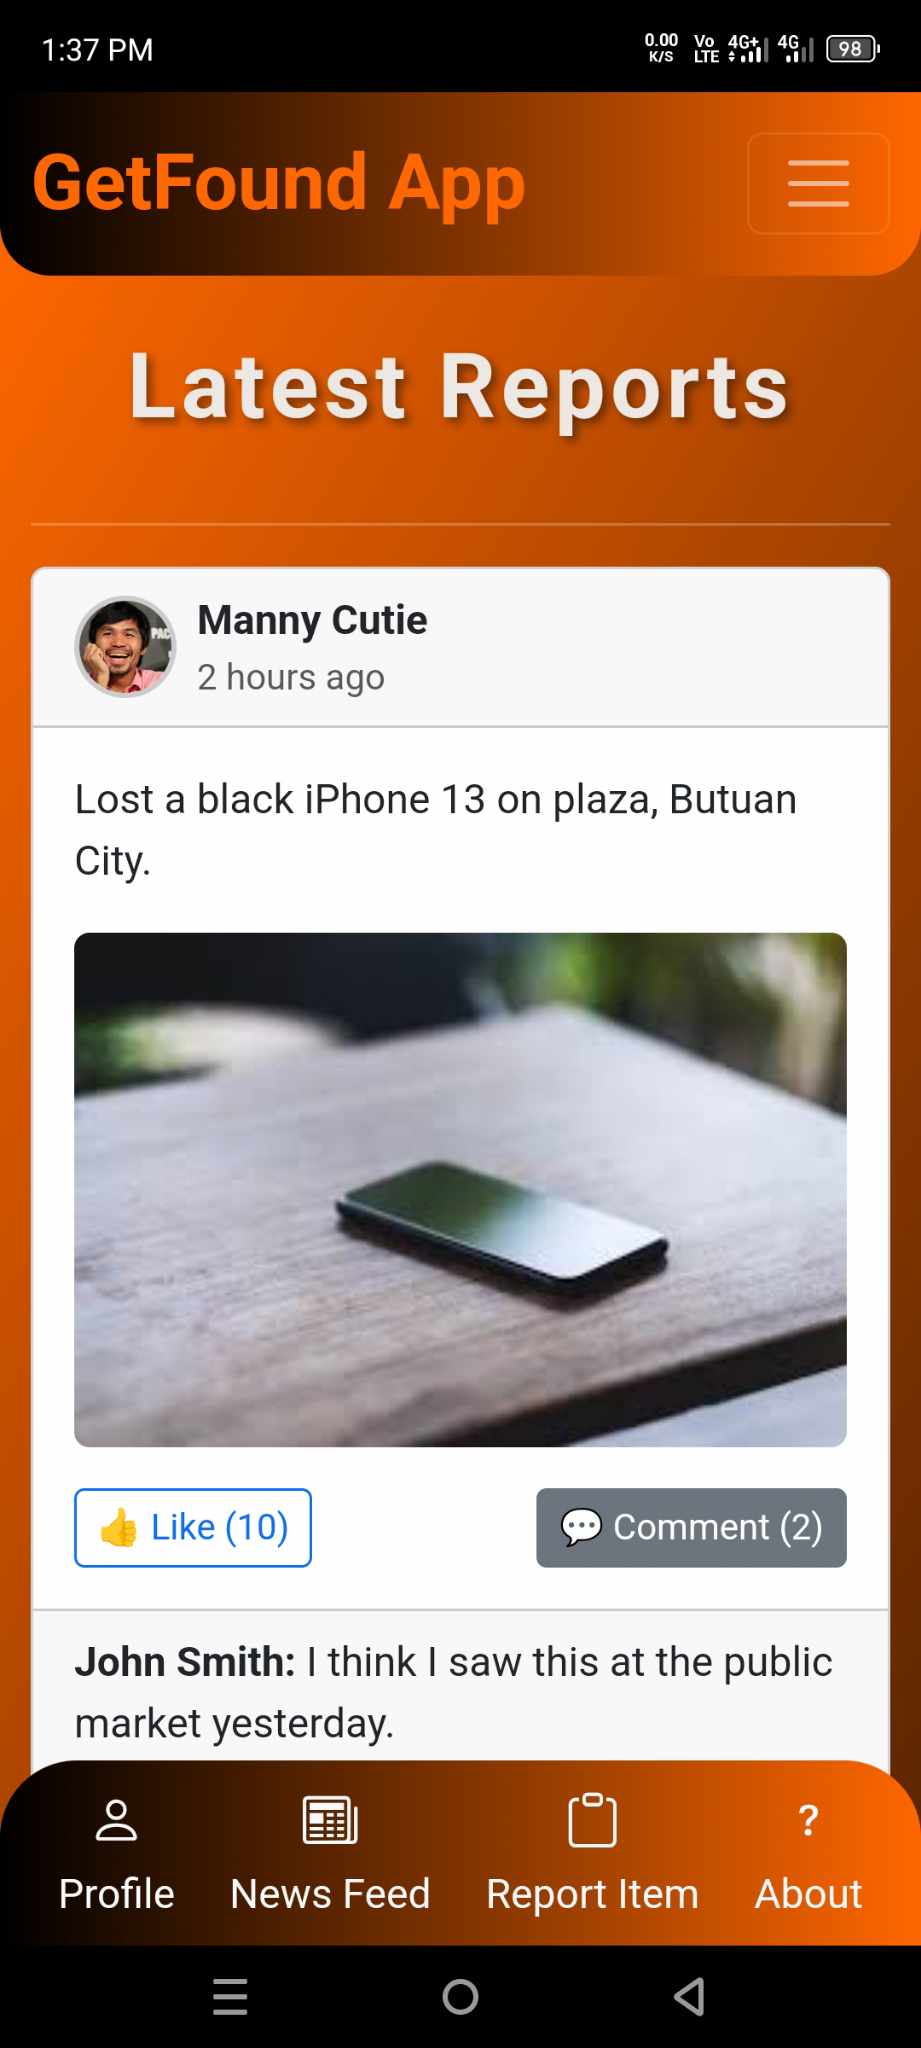 1:37 PM
0.00 K/S Vo LTE 4G+ 4G 98
GetFound App
Latest Reports
Manny Cutie
2 hours ago
Lost a black iPhone 13 on plaza, Butuan
City.
👍 Like (10) 💬 Comment (2)
John Smith: I think I saw this at the public
market yesterday.
Profile News Feed Report Item ? About